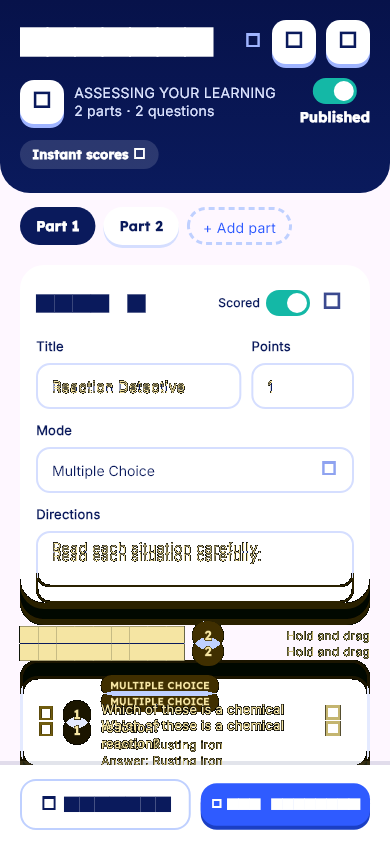 ASSESSING YOUR LEARNING
2 parts · 2 questions
Published
Instant scores
Part 1
Part 2
+ Add part
Scored
Title
Points
Reaction Detective
1
Mode
Multiple Choice
Directions
Read each situation carefully.
2
Hold and drag
2
Hold and drag
MULTIPLE CHOICE
MULTIPLE CHOICE
1
Which of these is a chemical
Which of these is a chemical
1
reaction?
Rusting Iron
Answer: Rusting Iron